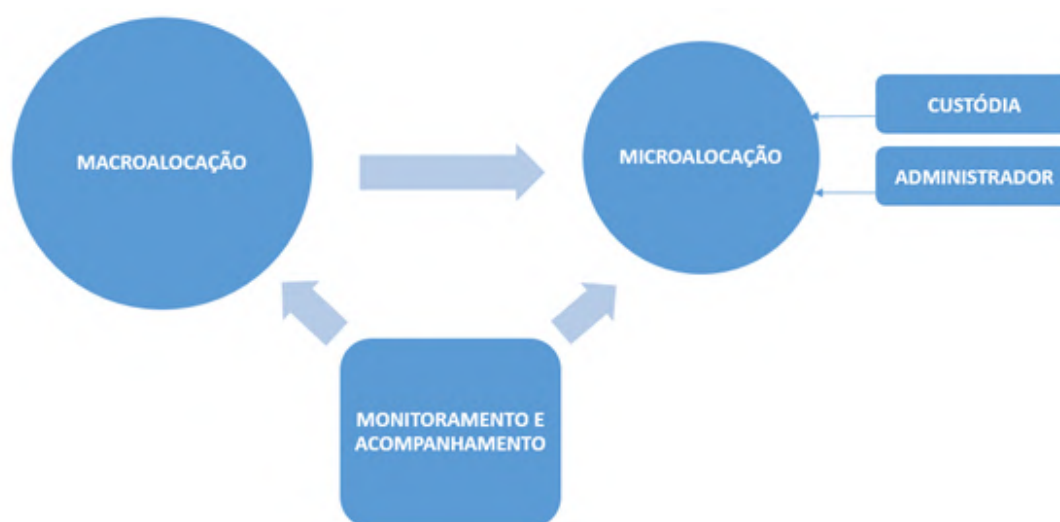 MACROALOCAÇÃO
MICROALOCAÇÃO
CUSTÓDIA
ADMINISTRADOR
MONITORAMENTO E
ACOMPANHAMENTO